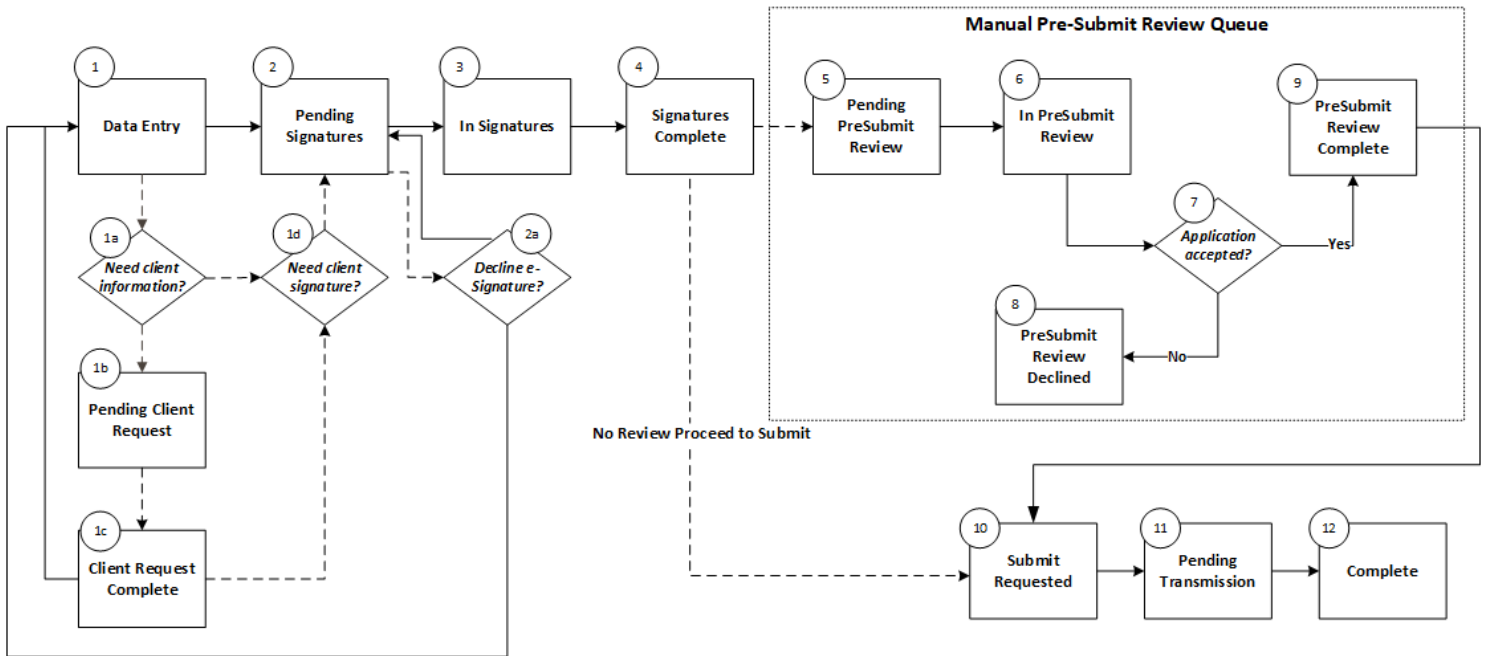 Manual Pre-Submit Review Queue
1
Data Entry
2
Pending
Signatures
3
In Signatures
4
Signatures
Complete
5
Pending
PreSubmit
Review
6
In PreSubmit
Review
9
PreSubmit
Review
Complete
1a
Need client
information?
1d
Need client
signature?
2a
Decline e-
Signature?
7
Application
accepted?
Yes
No
8
PreSubmit
Review
Declined
1b
Pending Client
Request
No Review Proceed to Submit
1c
Client Request
Complete
10
Submit
Requested
11
Pending
Transmission
12
Complete